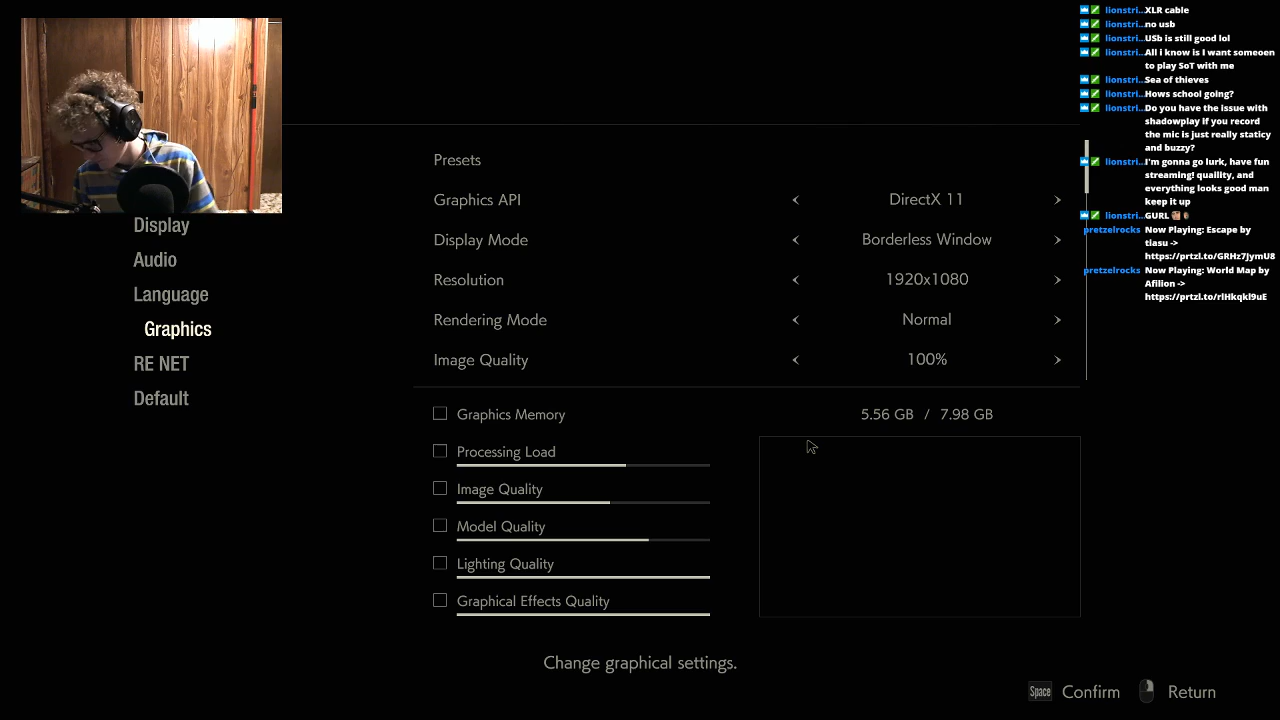 Display
Audio
Language
Graphics
RE NET
Default
Presets
Graphics API DirectX 11
Display Mode Borderless Window
Resolution 1920x1080
Rendering Mode Normal
Image Quality 100%
Graphics Memory 5.56 GB / 7.98 GB
Processing Load
Image Quality
Model Quality
Lighting Quality
Graphical Effects Quality
Change graphical settings.
Space Confirm Return
lionstri... XLR cable
lionstri... no usb
lionstri... USb is still good lol
lionstri... All i know is I want someoen
to play SoT with me
lionstri... Sea of thieves
lionstri... Hows school going?
lionstri... Do you have the issue with
shadowplay if you record
the mic is just really staticy
and buzzy?
lionstri... I'm gonna go lurk, have fun
streaming! quaility, and
everything looks good man
keep it up
lionstri... GURL
pretzelrocks Now Playing: Escape by
tiasu ->
https://prtzl.to/GRHz7JymU8
pretzelrocks Now Playing: World Map by
Afilion ->
https://prtzl.to/rlHkqkl9uE